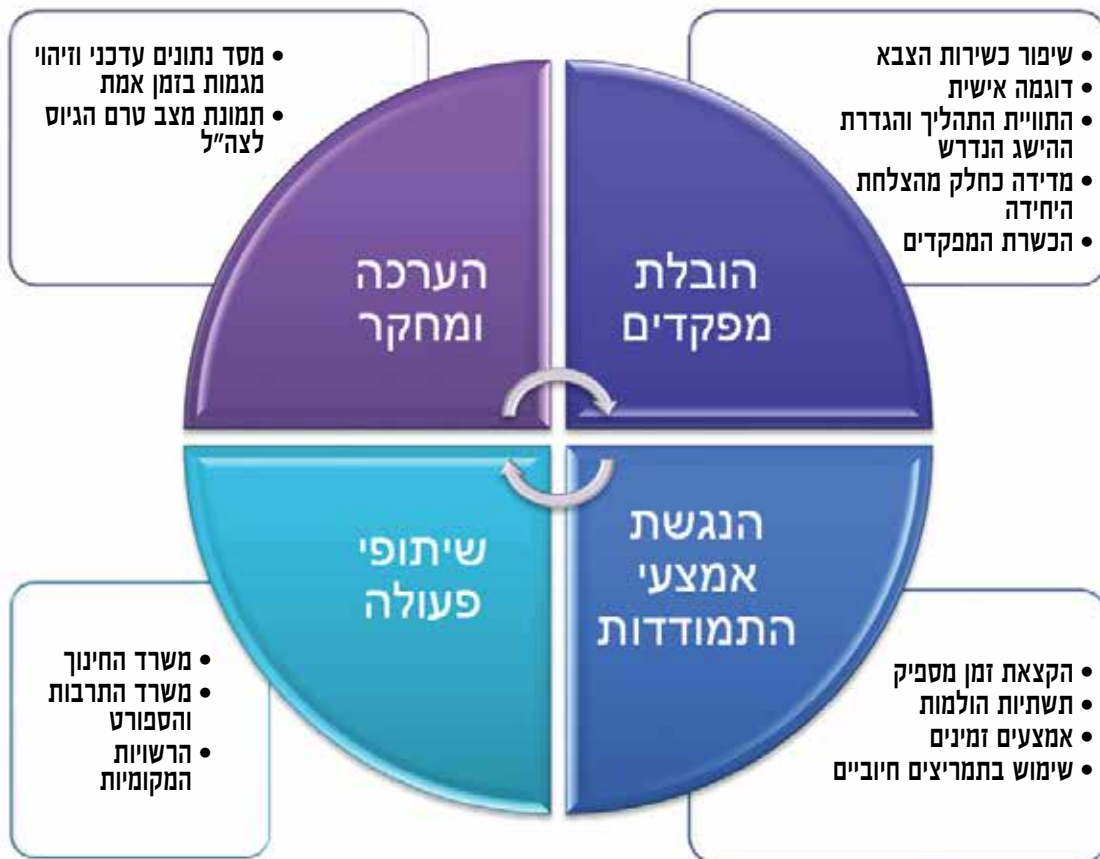 • שיפור כשירות הצבא
• דוגמה אישית
• התוויית התהליך והגדרת
ההישג הנדרש
• מדידה כחלק מהצלחת
היחידה
• הכשרת המפקדים
• מסד נתונים עדכני וזיהוי
מגמות בזמן אמת
• תמונת מצב טרם הגיוס
לצה"ל
הובלת
מפקדים
הערכה
ומחקר
הנגשת
אמצעי
התמודדות
שיתופי
פעולה
• הקצאת זמן מספיק
• תשתיות הולמות
• אמצעים זמינים
• שימוש בתמריצים חיוביים
• משרד החינוך
• משרד התרבות
והספורט
• הרשויות
המקומיות